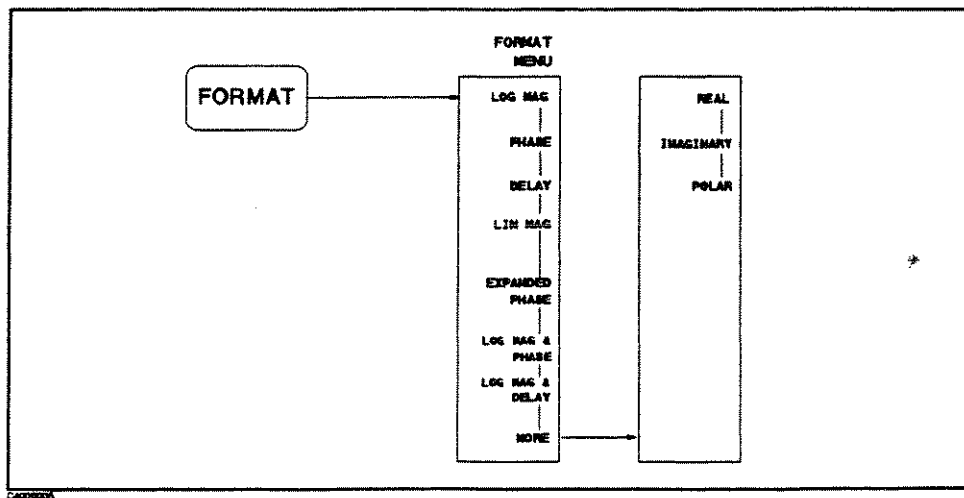 FORMAT
FORMAT
MENU
LOG MAG
PHASE
DELAY
LIN MAG
EXPANDED
PHASE
LOG MAG &
PHASE
LOG MAG &
DELAY
MORE
REAL
IMAGINARY
POLAR